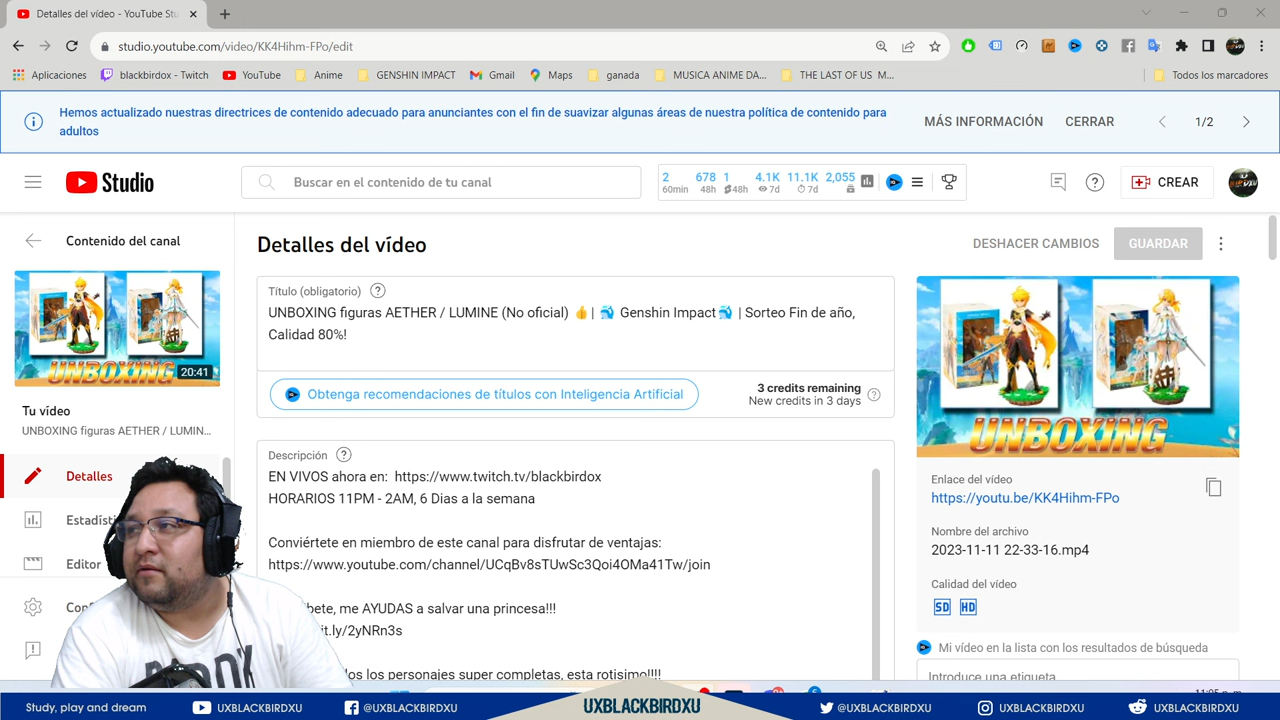 Detalles del vídeo - YouTube Stu
studio.youtube.com/video/KK4Hihm-FPo/edit
Aplicaciones
blackbirdox - Twitch
YouTube
Anime
GENSHIN IMPACT
Gmail
Maps
ganada
MUSICA ANIME DA...
THE LAST OF US M...
Todos los marcadores
Hemos actualizado nuestras directrices de contenido adecuado para anunciantes con el fin de suavizar algunas áreas de nuestra política de contenido para
adultos
MÁS INFORMACIÓN
CERRAR
1/2
Studio
Buscar en el contenido de tu canal
2 678 1 4.1K 11.1K 2,055
60min 48h 48h 7d 7d
CREAR
Contenido del canal
UNBOXING
20:41
Tu vídeo
UNBOXING figuras AETHER / LUMIN...
Detalles
Estadísti
Editor
Detalles del vídeo
DESHACER CAMBIOS
GUARDAR
Título (obligatorio)
UNBOXING figuras AETHER / LUMINE (No oficial) 👍| 🌊 Genshin Impact🌊 | Sorteo Fin de año,
Calidad 80%!
Obtenga recomendaciones de títulos con Inteligencia Artificial
3 credits remaining
New credits in 3 days
Descripción
EN VIVOS ahora en: https://www.twitch.tv/blackbirdox
HORARIOS 11PM - 2AM, 6 Dias a la semana
Conviértete en miembro de este canal para disfrutar de ventajas:
https://www.youtube.com/channel/UCqBv8sTUwSc3Qoi4OMa41Tw/join
bete, me AYUDAS a salvar una princesa!!!
it.ly/2yNRn3s
los personajes super completas, esta rotisimo!!!!
UNBOXING
Enlace del vídeo
https://youtu.be/KK4Hihm-FPo
Nombre del archivo
2023-11-11 22-33-16.mp4
Calidad del vídeo
SD HD
Mi vídeo en la lista con los resultados de búsqueda
Introduce una etiqueta
Study, play and dream
UXBLACKBIRDXU
@UXBLACKBIRDXU
UXBLACKBIRDXU
@UXBLACKBIRDXU
UXBLACKBIRDXU
UXBLACKBIRDXU